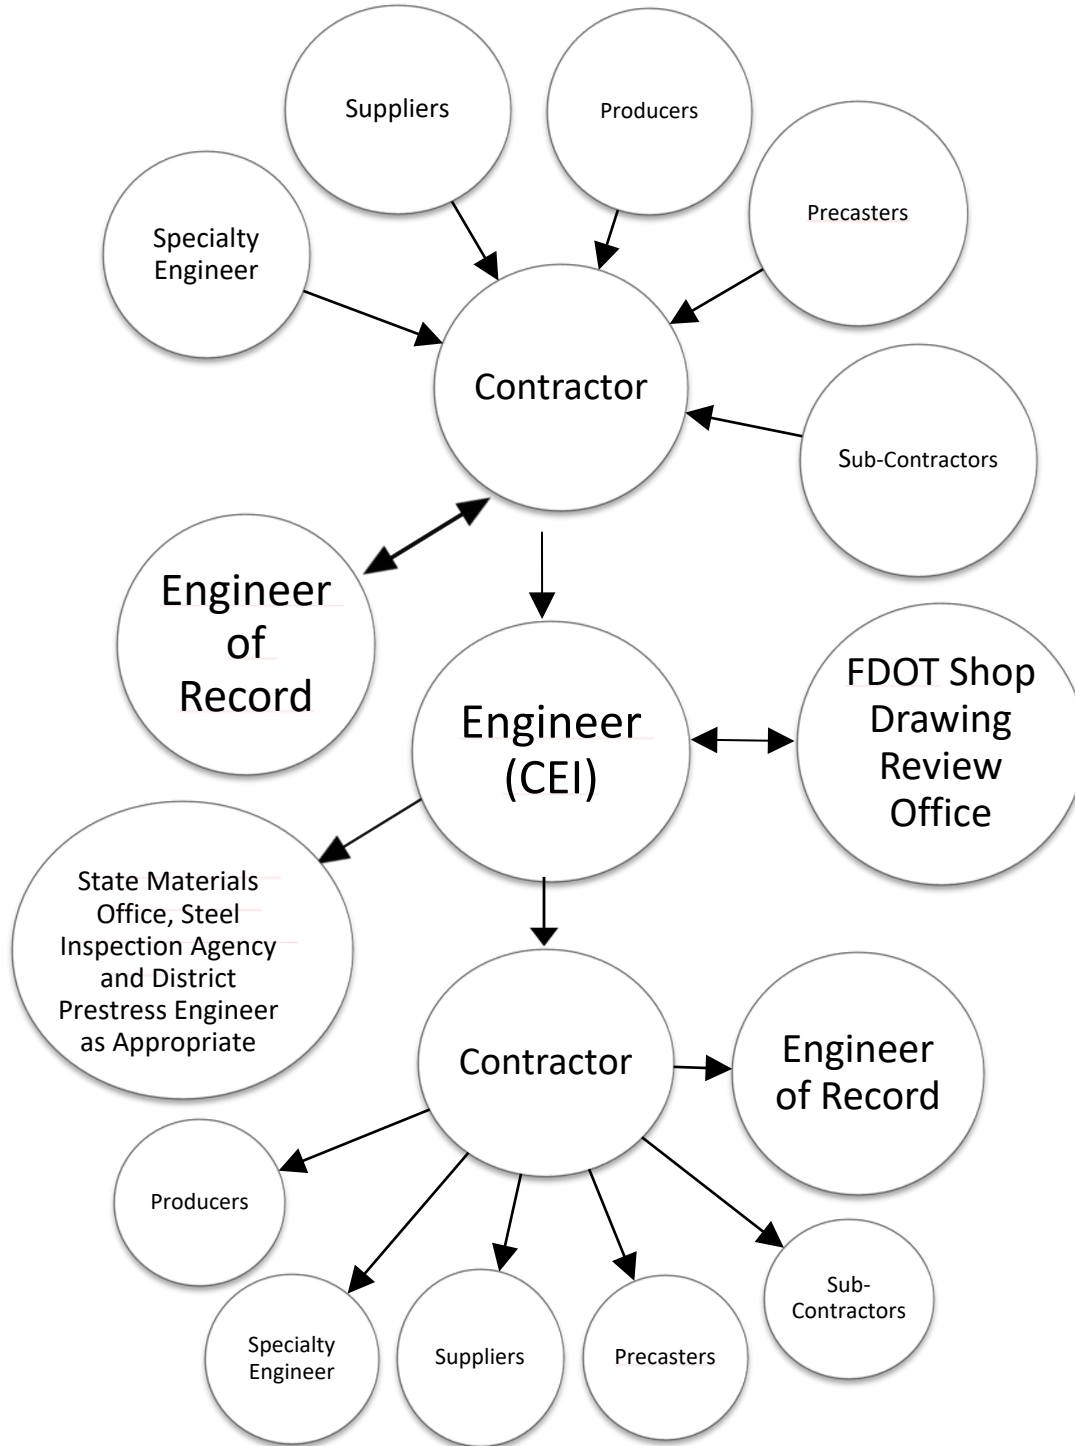 Suppliers
Producers
Precasters
Specialty
Engineer
Contractor
Sub-Contractors
Engineer
of
Record
Engineer
(CEI)
FDOT Shop
Drawing
Review
Office
State Materials
Office, Steel
Inspection Agency
and District
Prestress Engineer
as Appropriate
Contractor
Engineer
of Record
Producers
Specialty
Engineer
Suppliers
Precasters
Sub-
Contractors